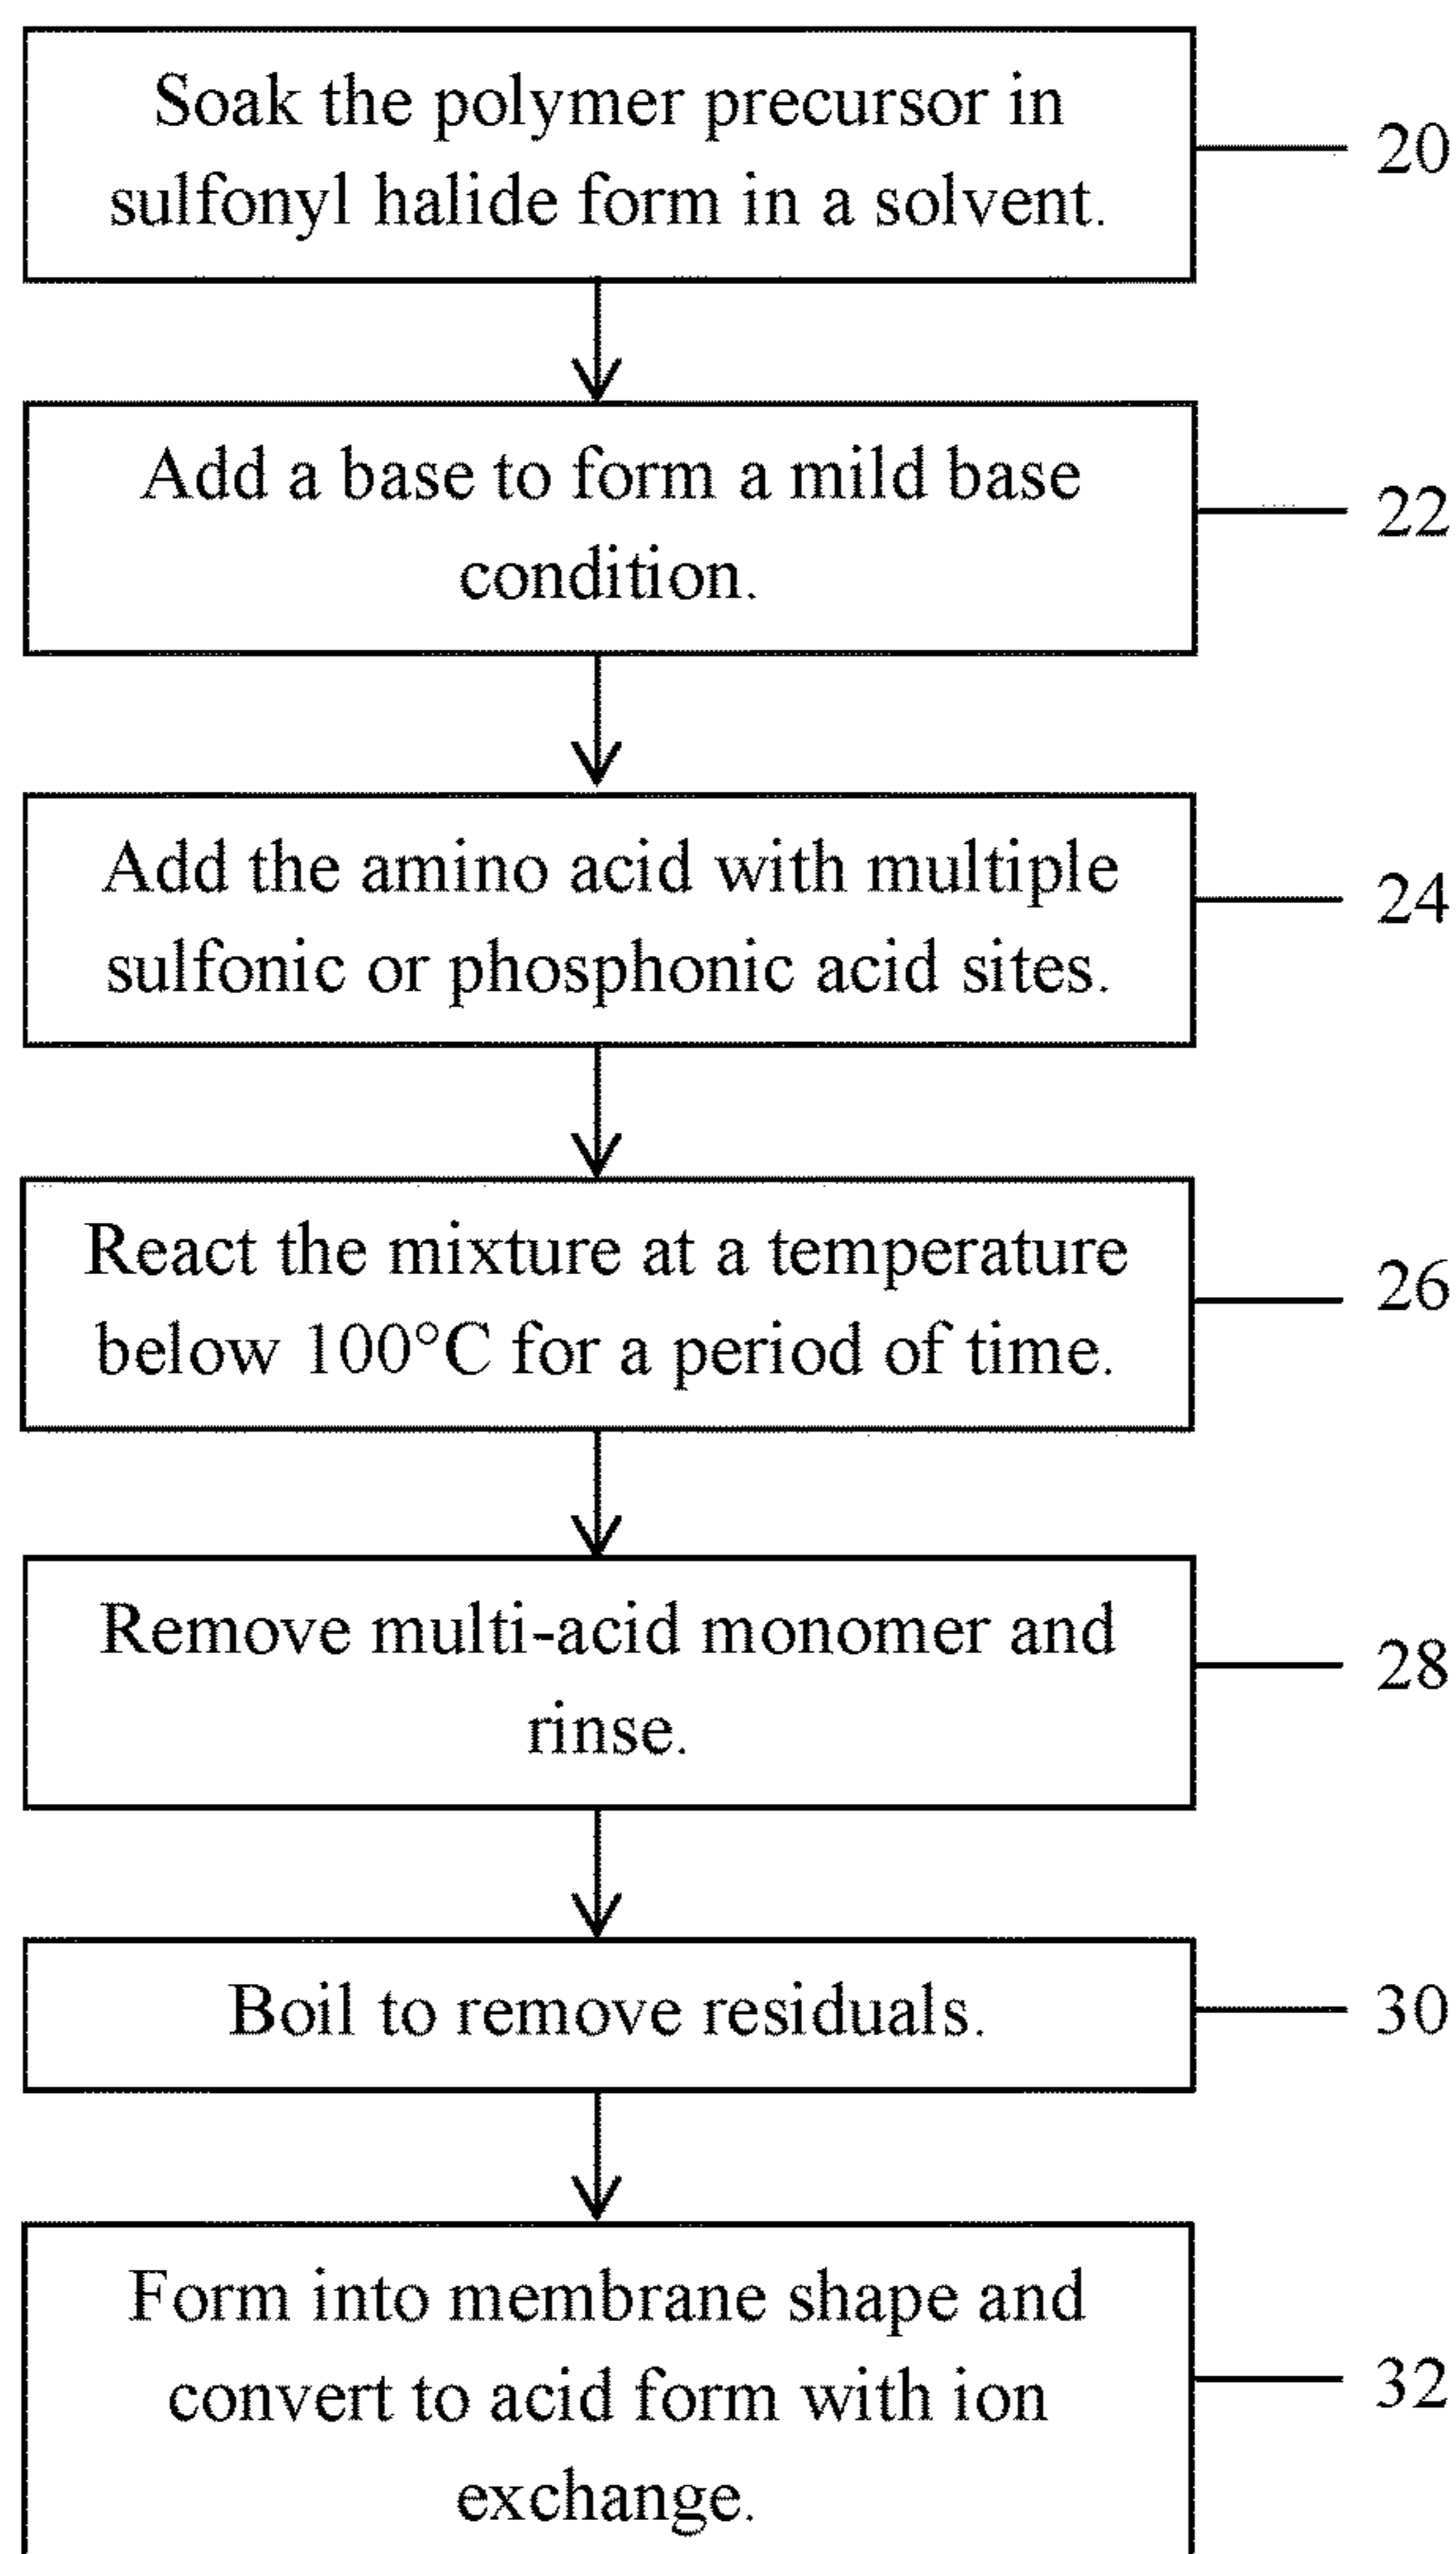 Soak the polymer precursor in
sulfonyl halide form in a solvent.
20
Add a base to form a mild base
condition.
22
Add the amino acid with multiple
sulfonic or phosphonic acid sites.
24
React the mixture at a temperature
below 100°C for a period of time.
26
Remove multi-acid monomer and
rinse.
28
Boil to remove residuals.
30
Form into membrane shape and
convert to acid form with ion
exchange.
32